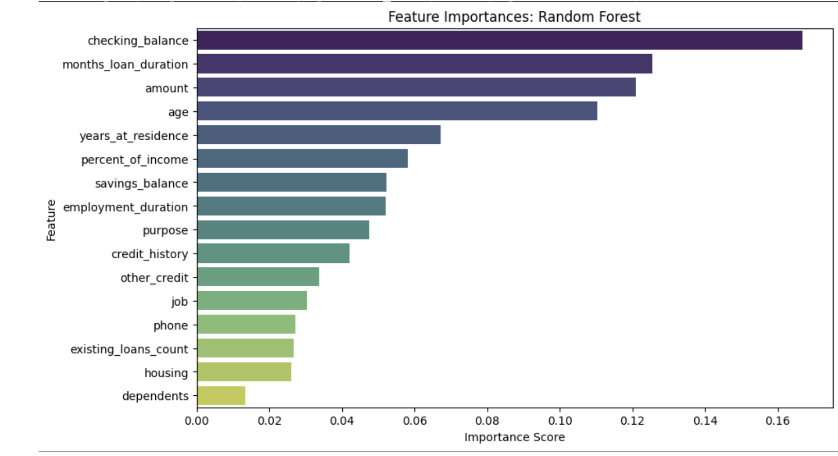 Feature Importances: Random Forest
checking_balance
months_loan_duration
amount
age
years_at_residence
percent_of_income
savings_balance
employment_duration
purpose
credit_history
other_credit
job
phone
existing_loans_count
housing
dependents
Feature
0.00 0.02 0.04 0.06 0.08 0.10 0.12 0.14 0.16
Importance Score